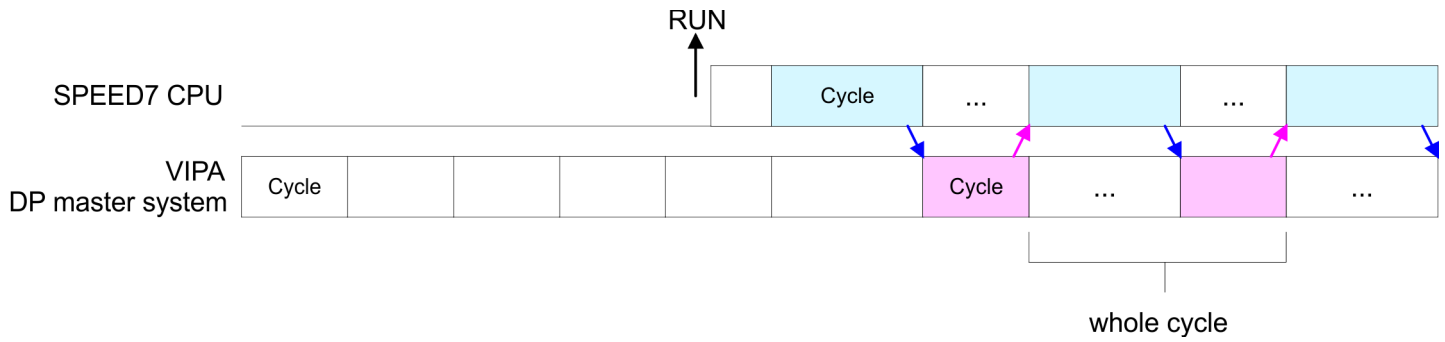 RUN
SPEED7 CPU
Cycle
...
...
VIPA
DP master system
Cycle
Cycle
...
...
whole cycle